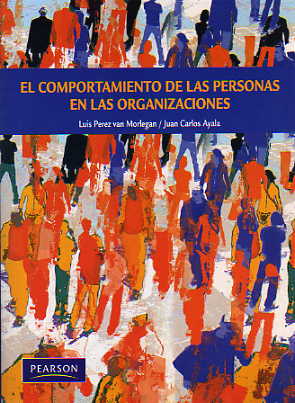 EL COMPORTAMIENTO DE LAS PERSONAS
EN LAS ORGANIZACIONES
Luis Perez van Morlegan / Juan Carlos Ayala
PEARSON